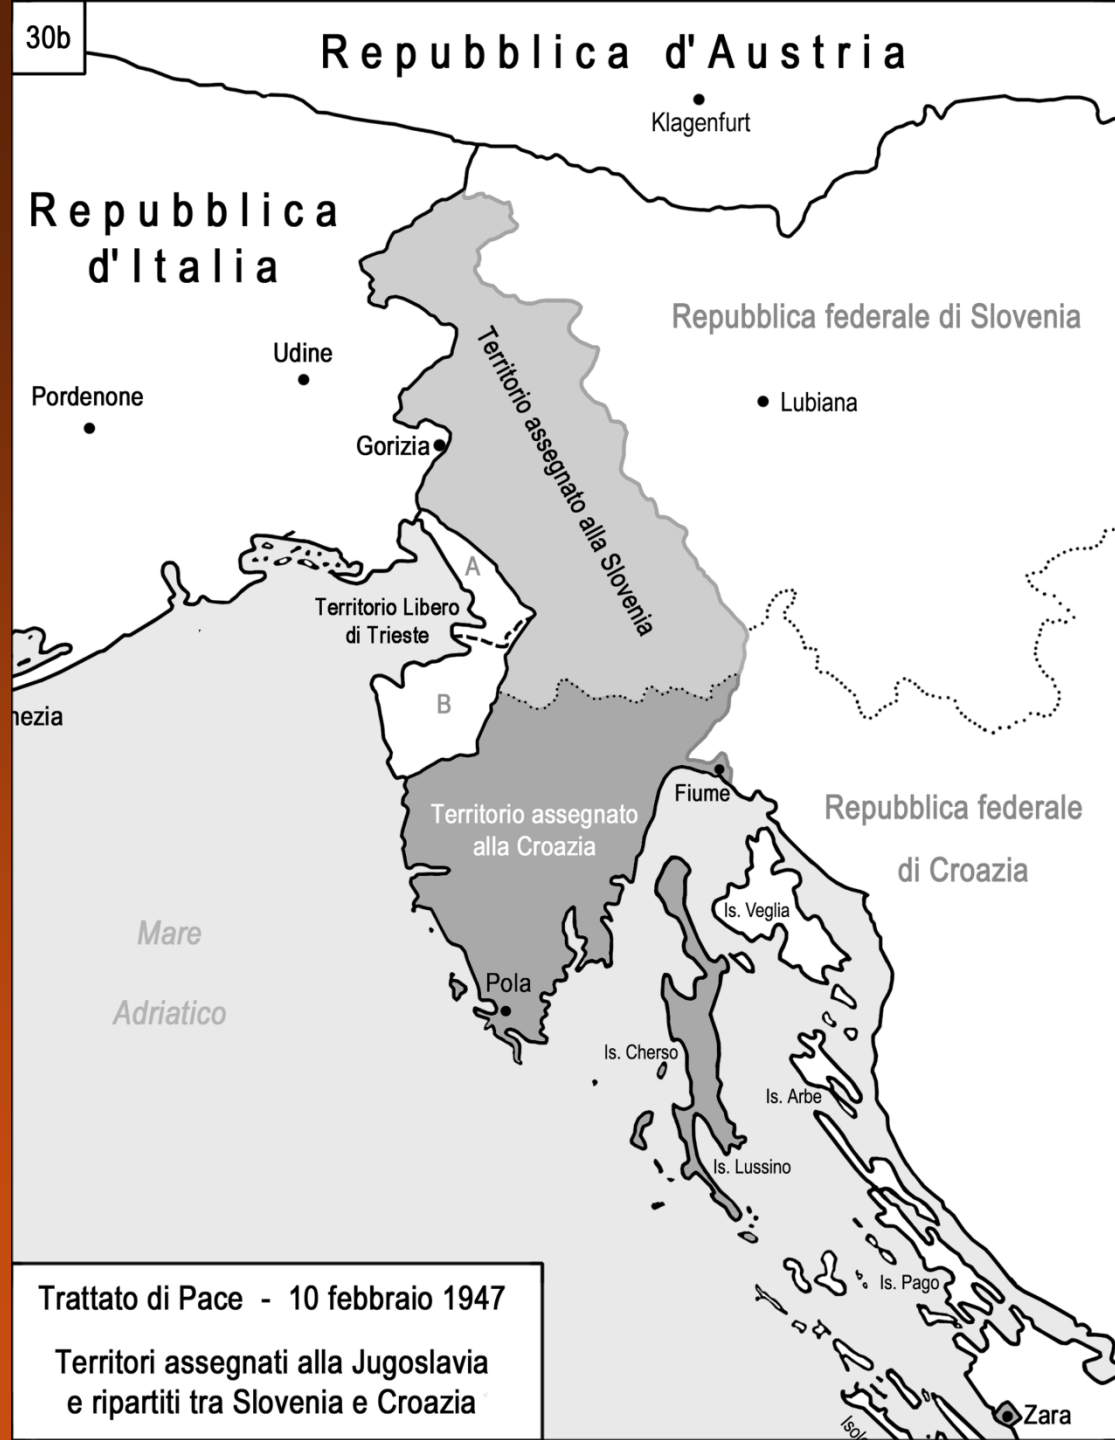 30b
Repubblica d'Austria
Klagenfurt
Repubblica
d'Italia
Repubblica federale di Slovenia
Udine
Pordenone
Lubiana
Gorizia
Territorio assegnato alla Slovenia
A
Territorio Libero
di Trieste
B
nezia
Fiume
Territorio assegnato
alla Croazia
Repubblica federale
di Croazia
Is. Veglia
Mare
Adriatico
Pola
Is. Cherso
Is. Arbe
Is. Lussino
Is. Pago
Trattato di Pace - 10 febbraio 1947
Territori assegnati alla Jugoslavia
e ripartiti tra Slovenia e Croazia
Zara